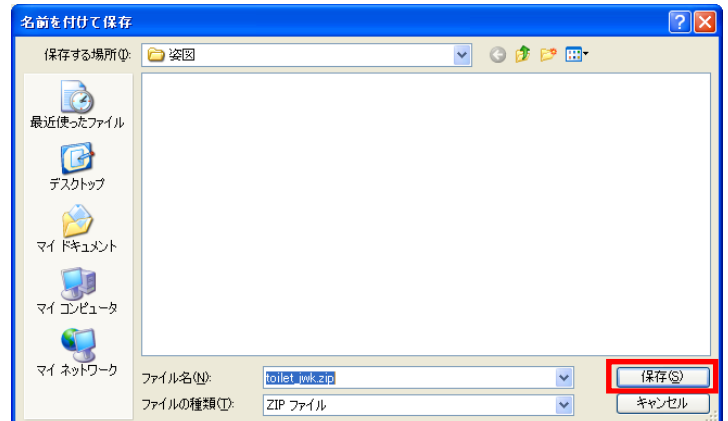 名前を付けて保存
保存する場所(I):
姿図
最近使ったファイル
デスクトップ
マイ ドキュメント
マイ コンピュータ
マイ ネットワーク
ファイル名(N):
toilet_jwk.zip
保存(S)
ファイルの種類(T):
ZIP ファイル
キャンセル